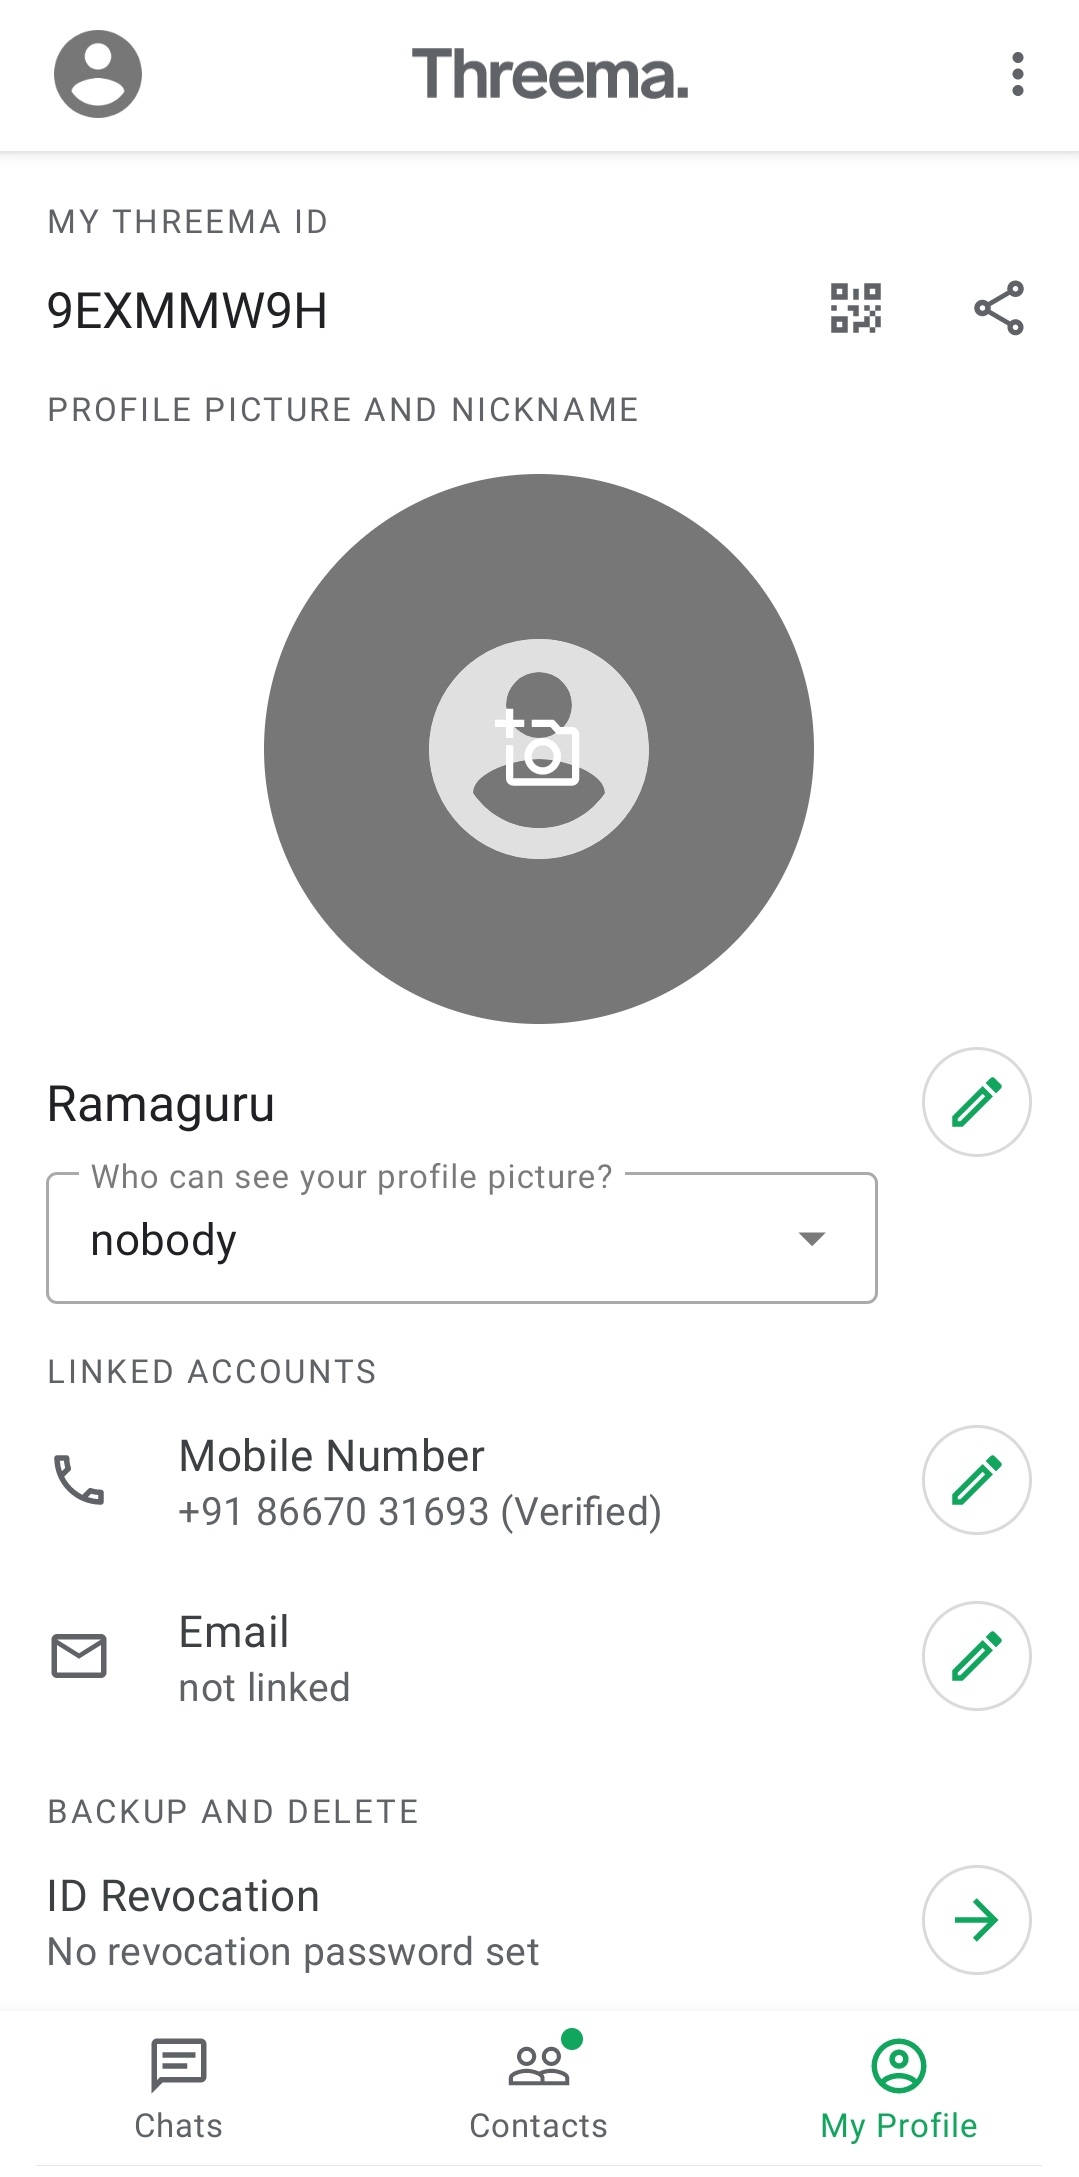 Threema.
MY THREEMA ID
9EXMMW9H
PROFILE PICTURE AND NICKNAME
Ramaguru
Who can see your profile picture?
nobody
LINKED ACCOUNTS
Mobile Number
+91 86670 31693 (Verified)
Email
not linked
BACKUP AND DELETE
ID Revocation
No revocation password set
Chats
Contacts
My Profile